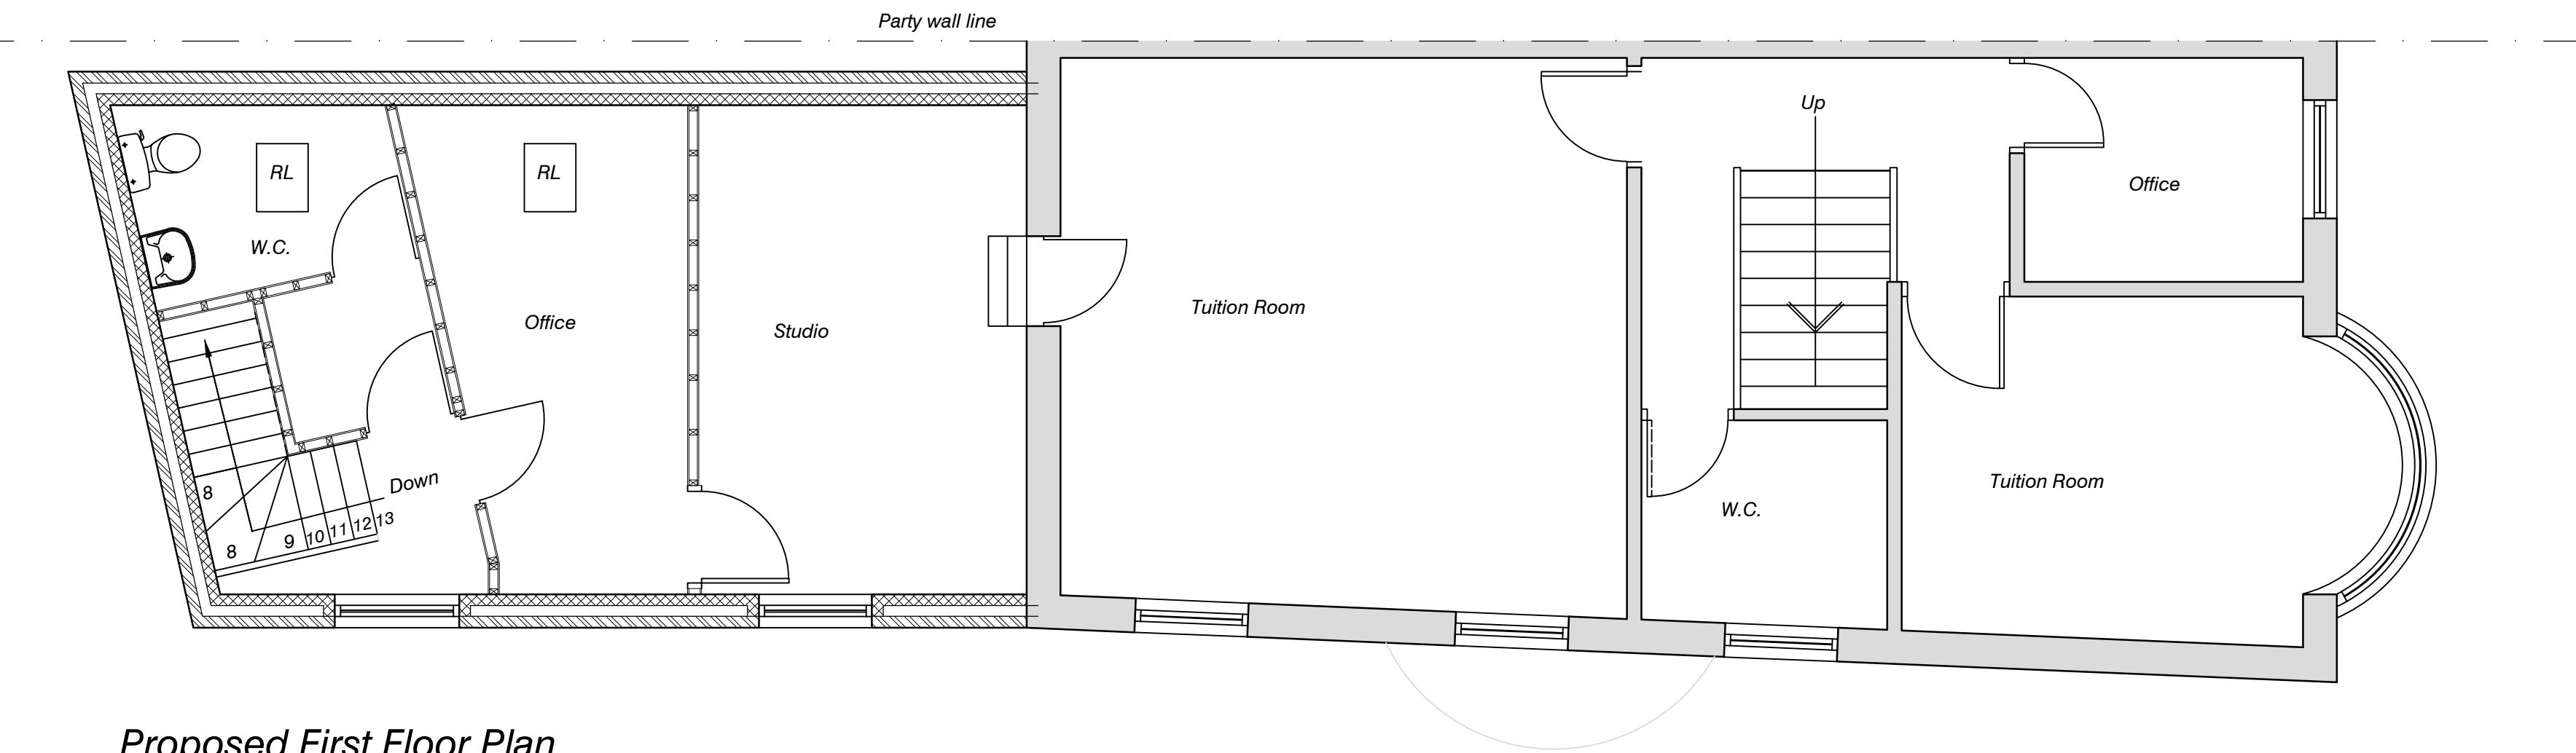 Party wall line
Up
RL
RL
Office
W.C.
Tuition Room
Office
Studio
Down
Tuition Room
8
W.C.
8
9
10
11
12
13
Proposed First Floor Plan